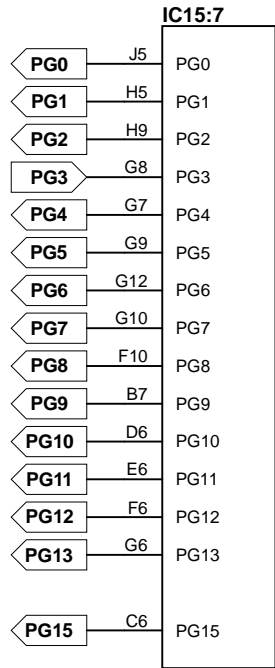 IC15:7
PG0 J5 PG0
PG1 H5 PG1
PG2 H9 PG2
PG3 G8 PG3
PG4 G7 PG4
PG5 G9 PG5
PG6 G12 PG6
PG7 G10 PG7
PG8 F10 PG8
PG9 B7 PG9
PG10 D6 PG10
PG11 E6 PG11
PG12 F6 PG12
PG13 G6 PG13
PG15 C6 PG15